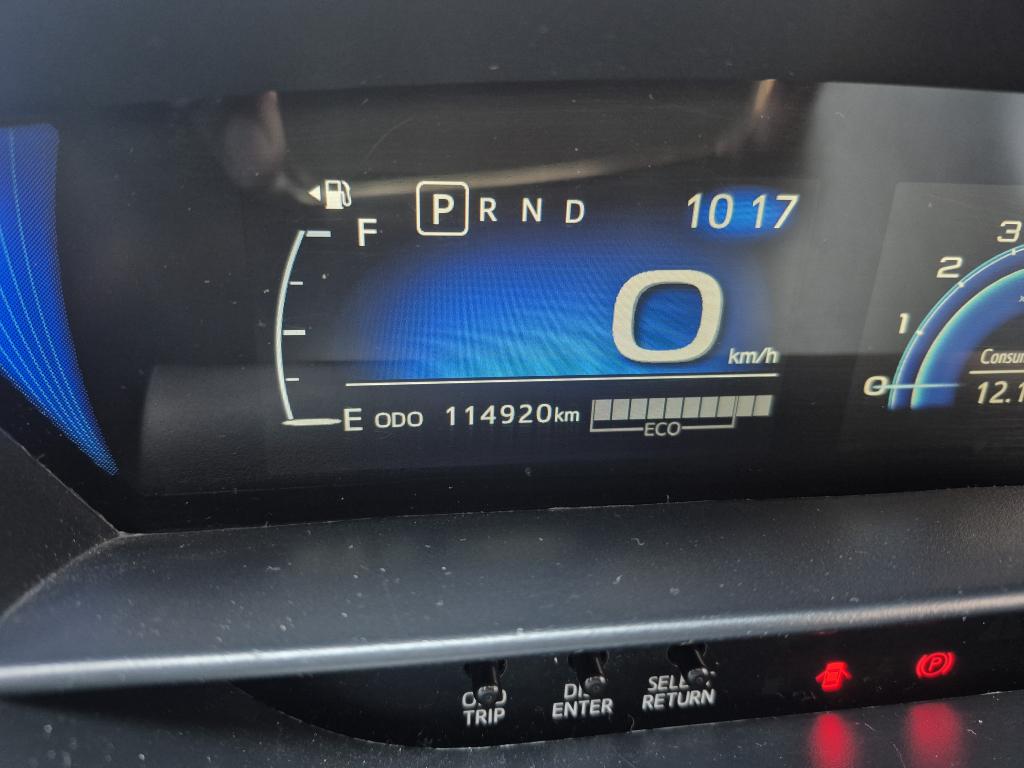 P R N D
10 17
F
0
km/h
E ODO 114920km
ECO
3
2
1
0
12.1
TRIP
ENTER
RETURN
P